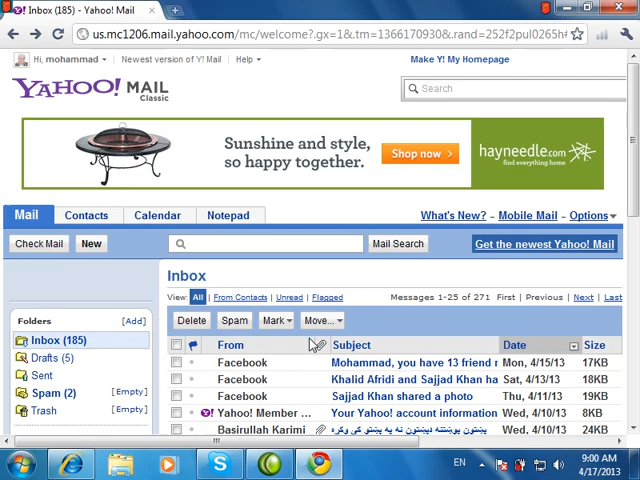 Inbox (185) - Yahoo! Mail
us.mc1206.mail.yahoo.com/mc/welcome?.gx=1&.tm=1366170930&.rand=252f2pul0265h
Hi, mohammad Newest version of Y! Mail Help Make Y! My Homepage
YAHOO! MAIL
Classic
Search
Sunshine and style,
so happy together.
Shop now
hayneedle.com
find everything home
Mail Contacts Calendar Notepad What's New? - Mobile Mail - Options
Check Mail New Mail Search Get the newest Yahoo! Mail
Inbox
View: All From Contacts Unread Flagged Messages 1-25 of 271 First Previous Next Last
Delete Spam Mark Move...
From Subject Date Size
Facebook Mohammad, you have 13 friend r Mon, 4/15/13 17KB
Facebook Khalid Afridi and Sajjad Khan ha Sat, 4/13/13 17KB
Facebook Sajjad Khan shared a photo Thu, 4/11/13 19KB
Yahoo! Member ... Your Yahoo! account information Wed, 4/10/13 8KB
Basirullah Karimi Wed, 4/10/13 24KB
Folders [Add]
Inbox (185)
Drafts (5)
Sent
Spam (2) [Empty]
Trash [Empty]
EN
9:00 AM
4/17/2013